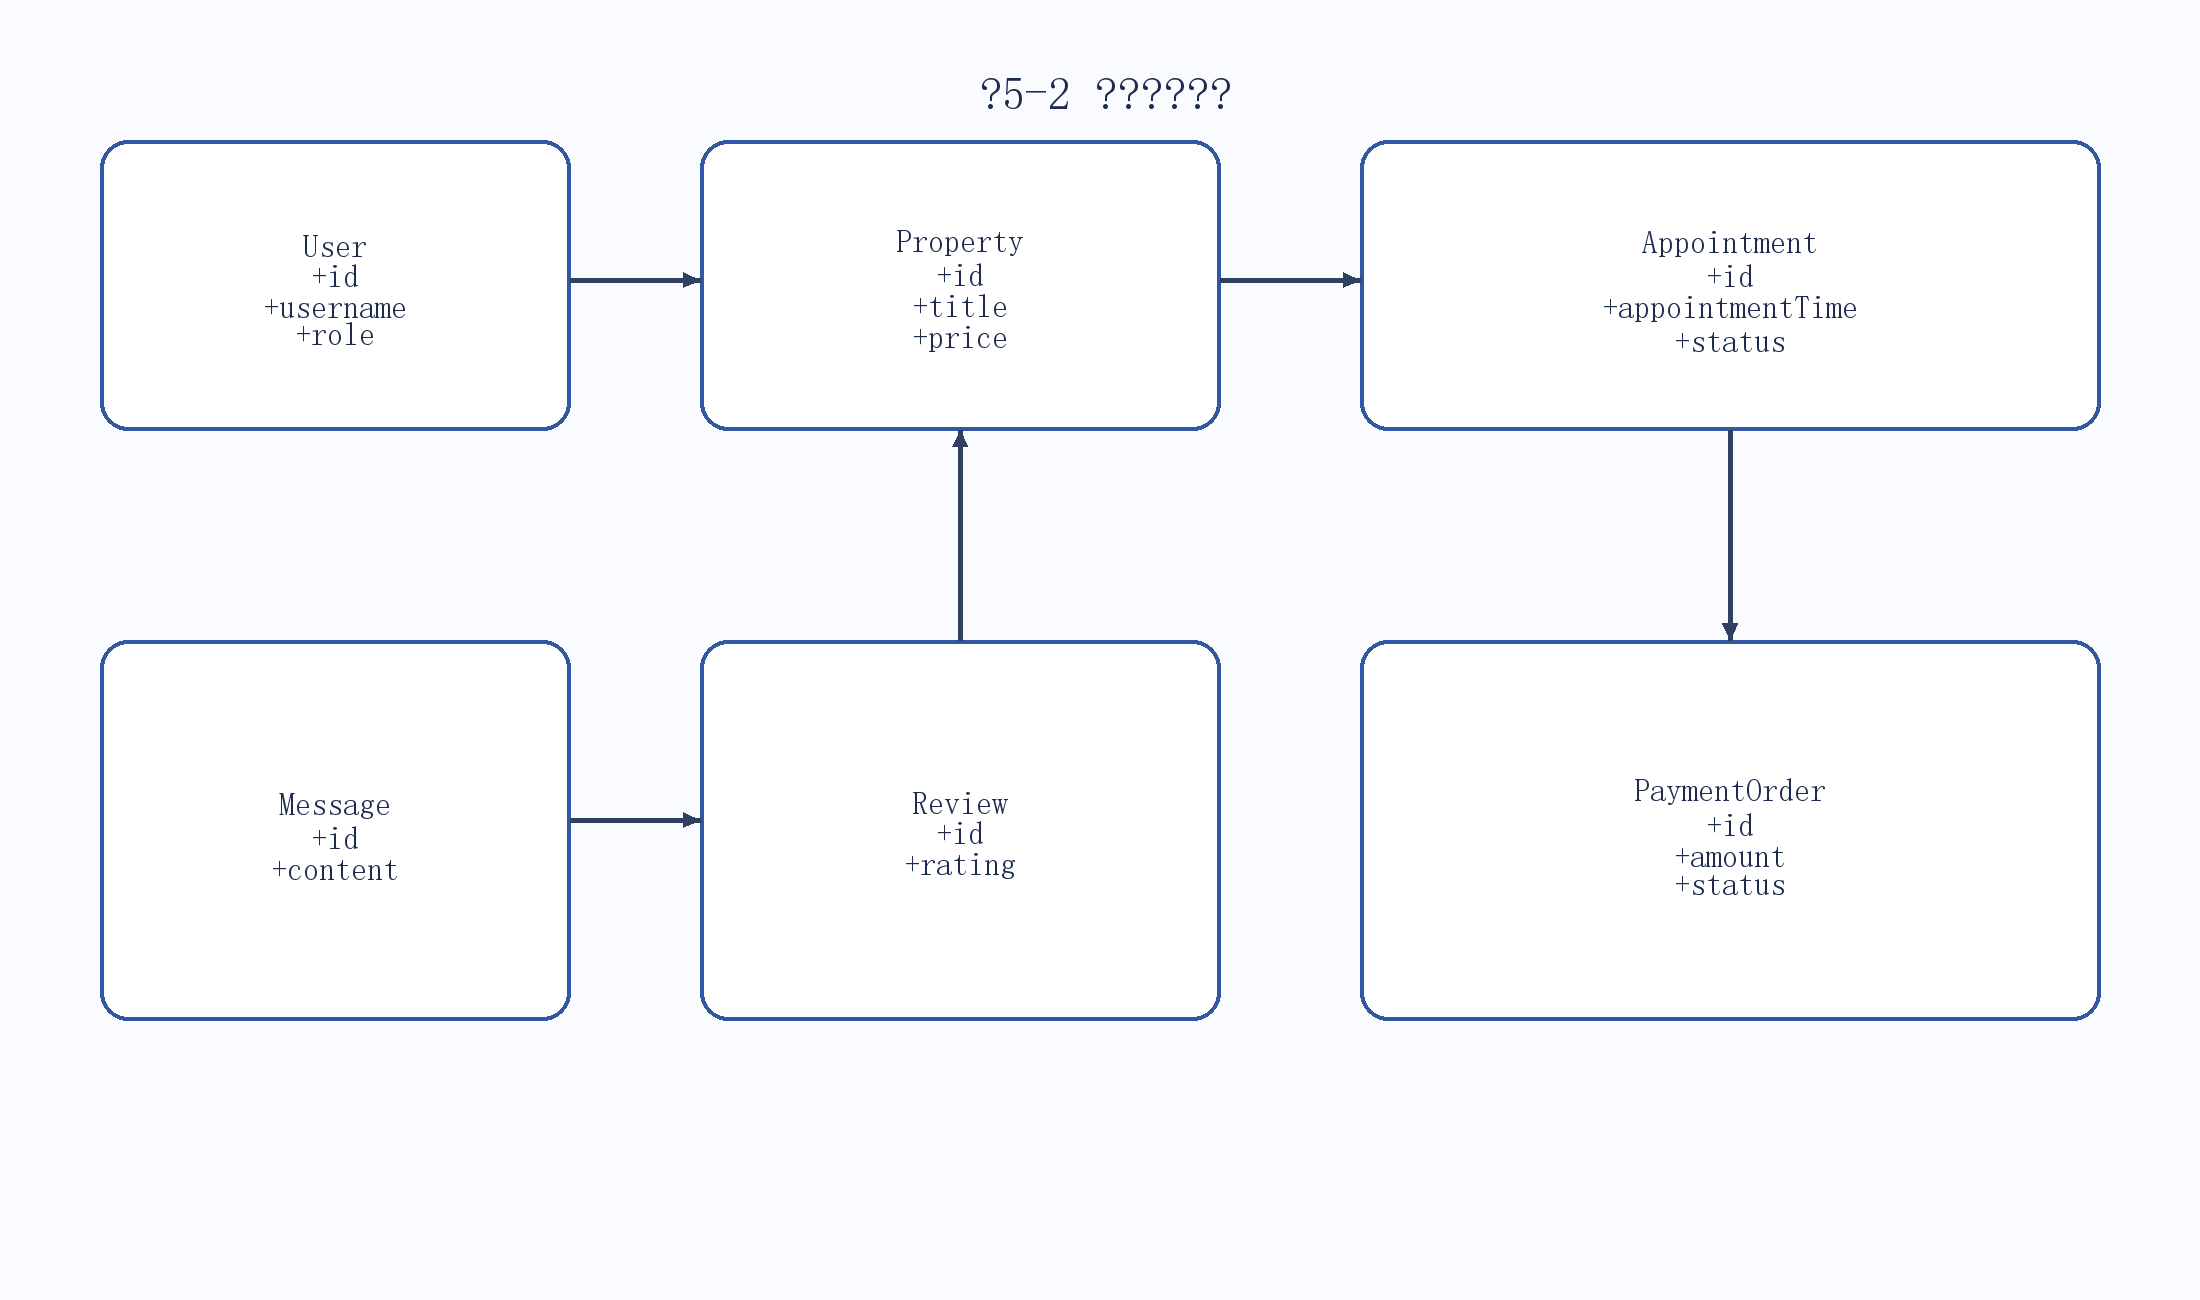 ?5-2 ??????
User
+id
+username
+role
Property
+id
+title
+price
Appointment
+id
+appointmentTime
+status
Message
+id
+content
Review
+id
+rating
PaymentOrder
+id
+amount
+status